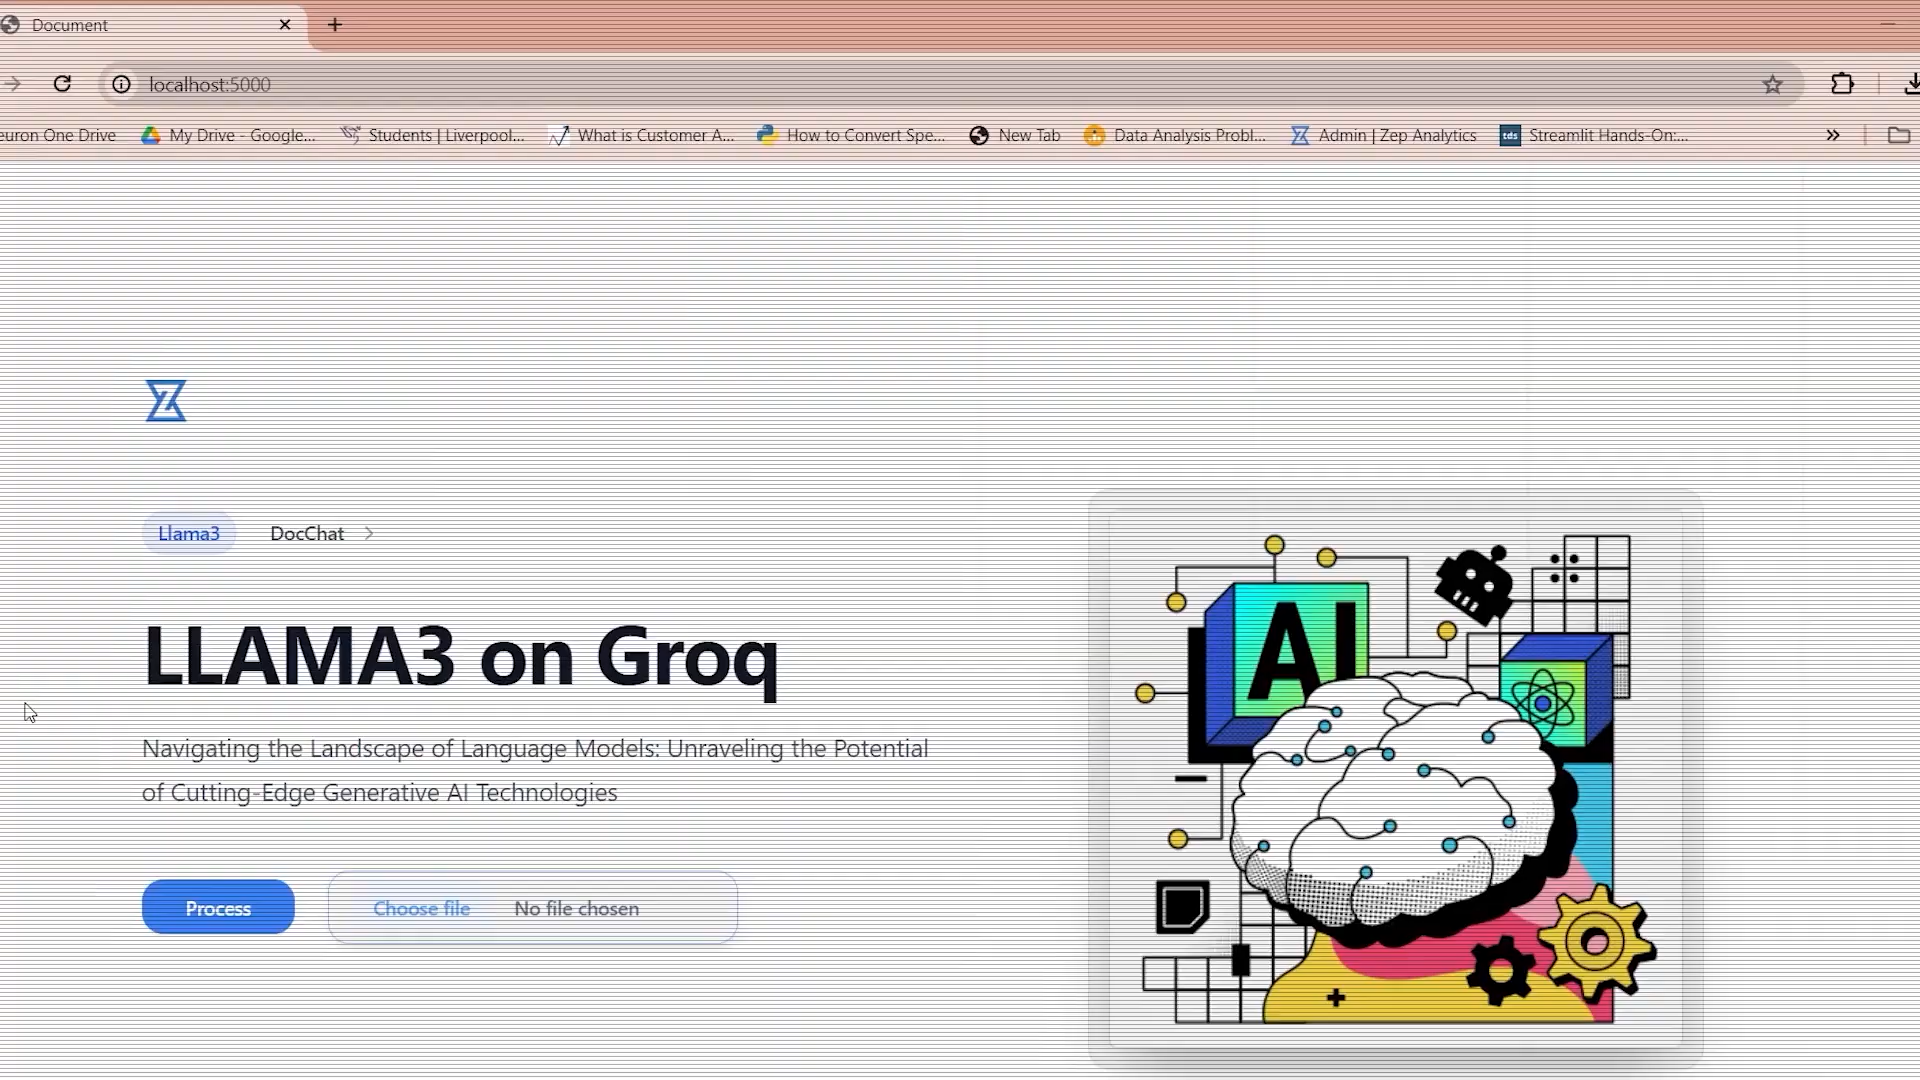 Document
localhost:5000
euron One Drive
My Drive - Google...
Students | Liverpool...
What is Customer A...
How to Convert Spe...
New Tab
Data Analysis Probl...
Admin | Zep Analytics
tds
Streamlit Hands-On:...
Llama3
DocChat
LLAMA3 on Groq
Navigating the Landscape of Language Models: Unraveling the Potential
of Cutting-Edge Generative AI Technologies
Process
Choose file
No file chosen
AI